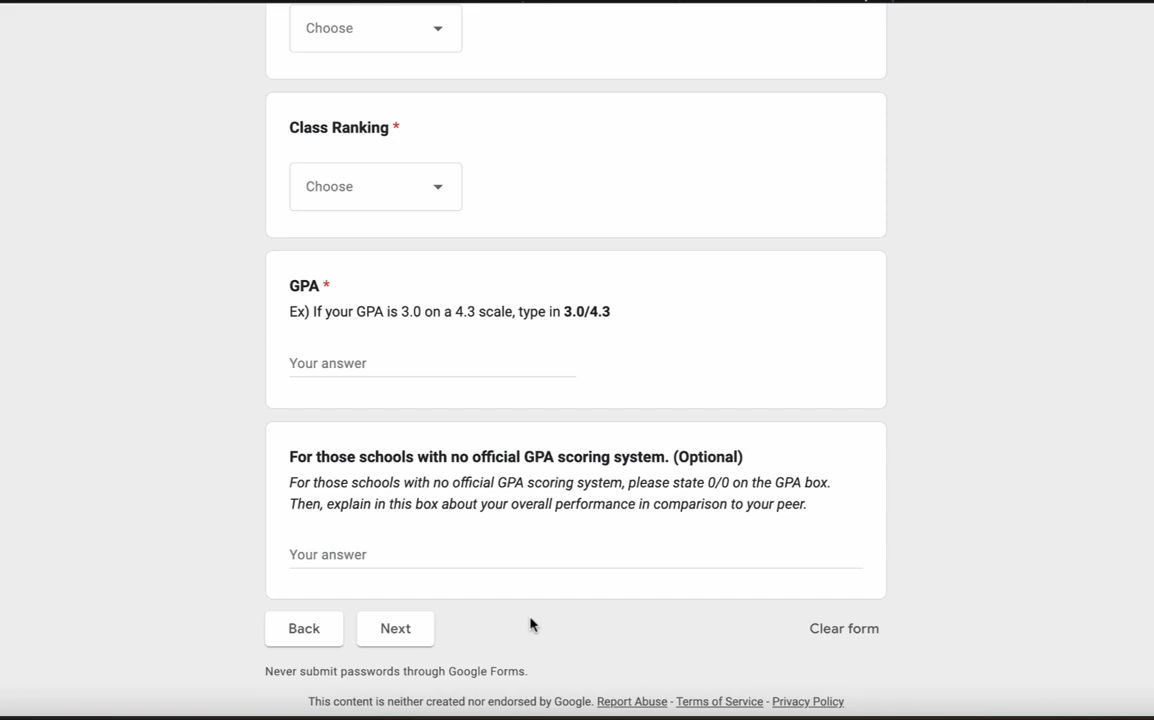 Choose
Class Ranking *
Choose
GPA *
Ex) If your GPA is 3.0 on a 4.3 scale, type in 3.0/4.3
Your answer
For those schools with no official GPA scoring system. (Optional)
For those schools with no official GPA scoring system, please state 0/0 on the GPA box.
Then, explain in this box about your overall performance in comparison to your peer.
Your answer
Back Next Clear form
Never submit passwords through Google Forms.
This content is neither created nor endorsed by Google. Report Abuse - Terms of Service - Privacy Policy